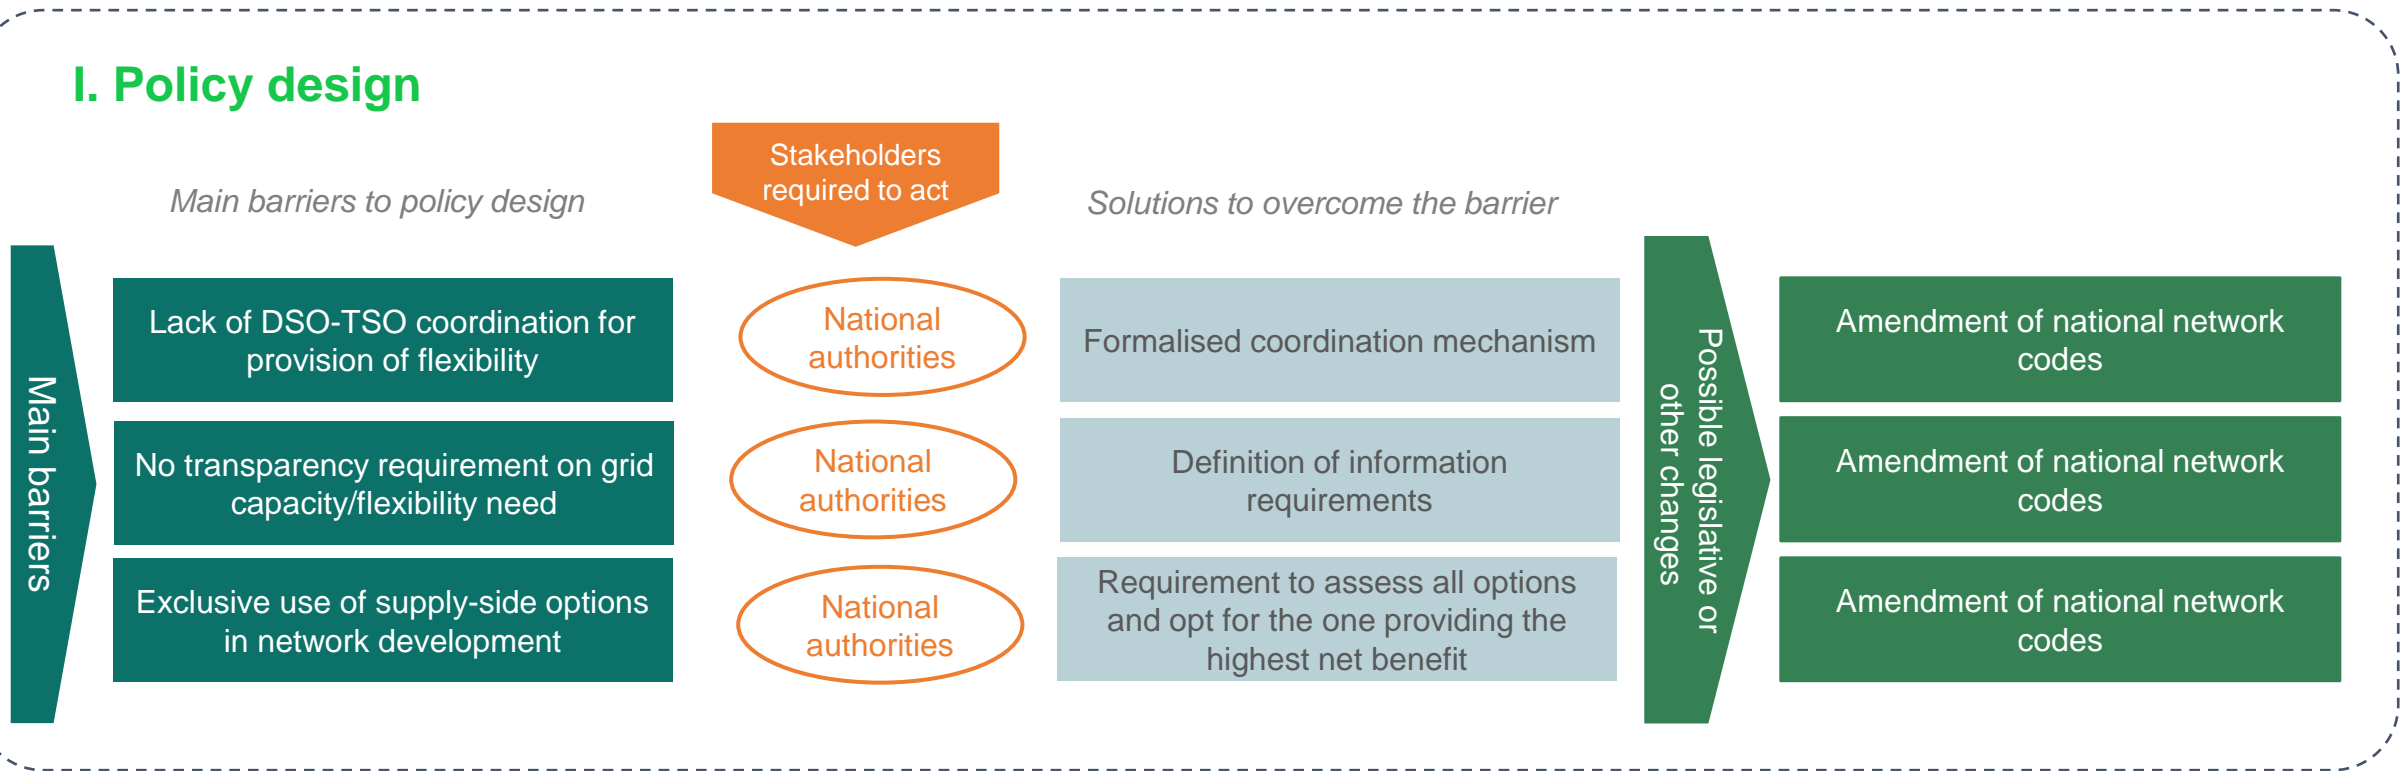 I. Policy design
Stakeholders
required to act
Main barriers to policy design
Solutions to overcome the barrier
Main barriers
Lack of DSO-TSO coordination for
provision of flexibility
National
authorities
Formalised coordination mechanism
Possible legislative or
other changes
Amendment of national network
codes
No transparency requirement on grid
capacity/flexibility need
National
authorities
Definition of information
requirements
Amendment of national network
codes
Exclusive use of supply-side options
in network development
National
authorities
Requirement to assess all options
and opt for the one providing the
highest net benefit
Amendment of national network
codes